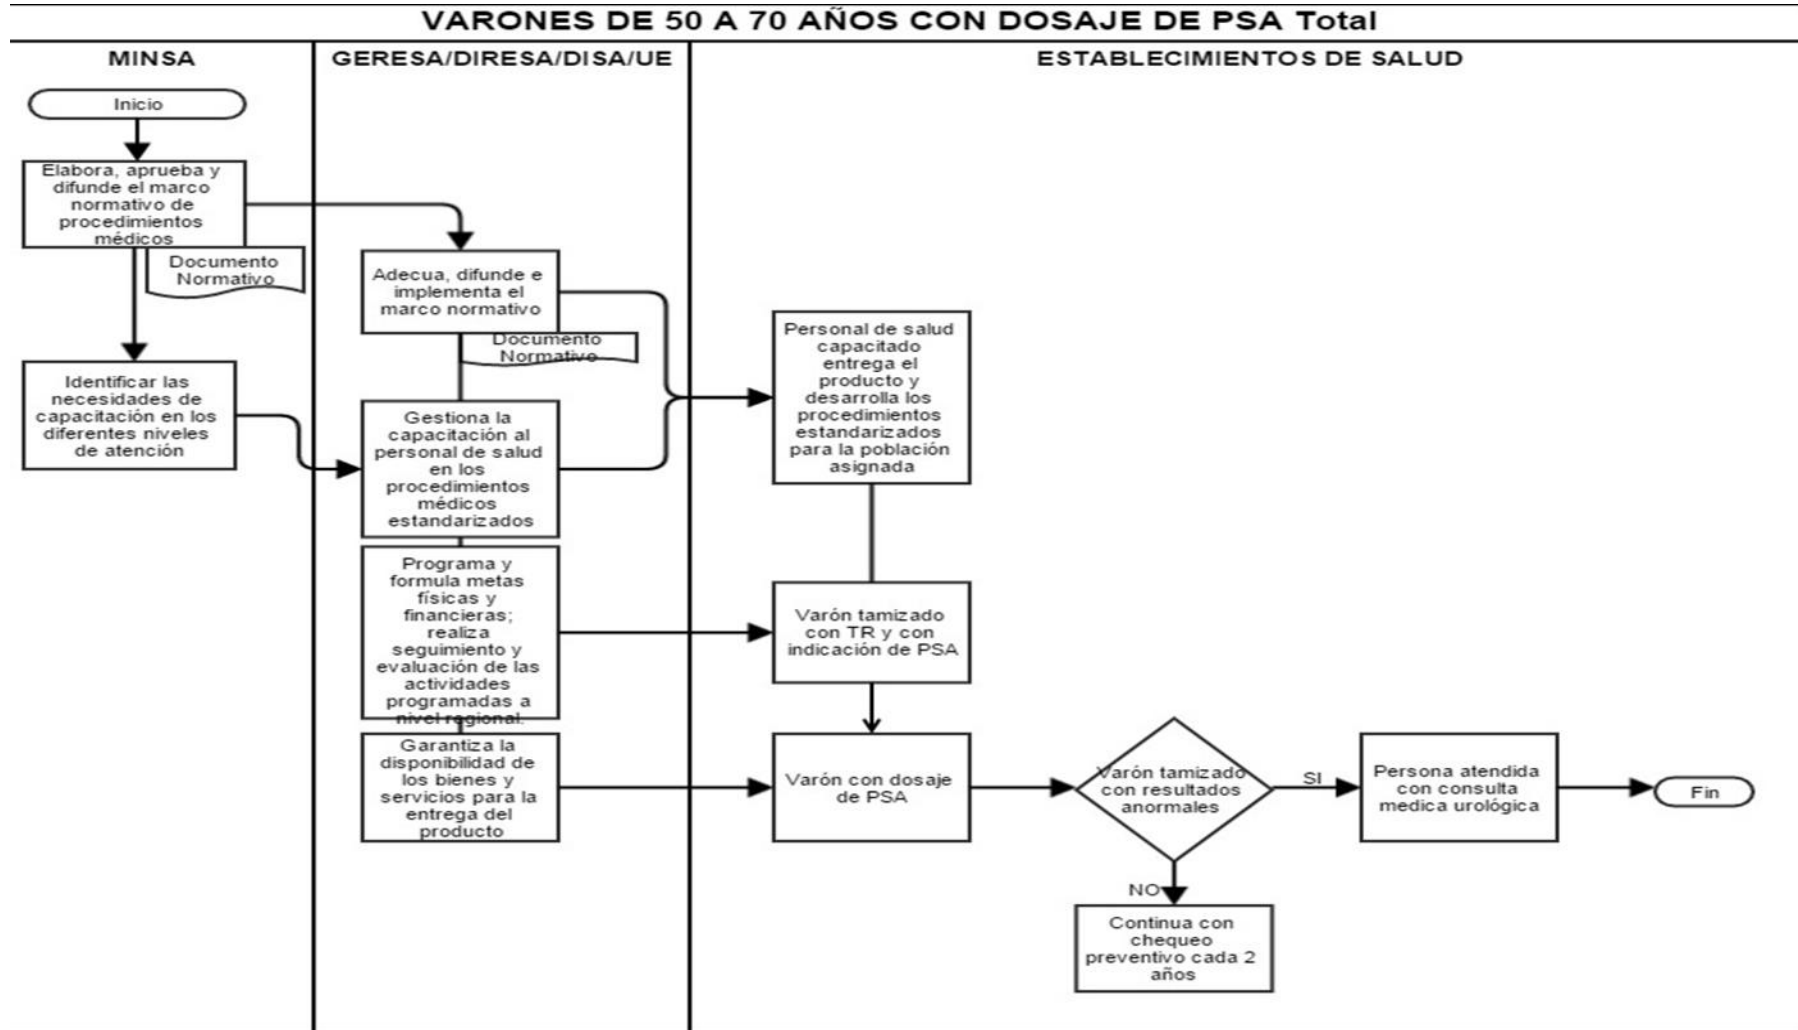 VARONES DE 50 A 70 AÑOS CON DOSAJE DE PSA Total
MINSA
GERESA/DIRESA/DISA/UE
ESTABLECIMIENTOS DE SALUD
Inicio
Elabora, aprueba y
difunde el marco
normativo de
procedimientos
médicos
Documento
Normativo
Identificar las
necesidades de
capacitación en los
diferentes niveles
de atención
Adecua, difunde e
implementa el
marco normativo
Documento
Normativo
Gestiona la
capacitación al
personal de salud
en los
procedimientos
médicos
estandarizados
Programa y
formula metas
físicas y
financieras;
realiza
seguimiento y
evaluación de las
actividades
programadas a
nivel regional.
Garantiza la
disponibilidad de
los bienes y
servicios para la
entrega del
producto
Personal de salud
capacitado
entrega el
producto y
desarrolla los
procedimientos
estandarizados
para la población
asignada
Varón tamizado
con TR y con
indicación de PSA
Varón con dosaje
de PSA
Varón tamizado
con resultados
anormales
SI
Persona atendida
con consulta
medica urológica
Fin
NO
Continua con
chequeo
preventivo cada 2
años